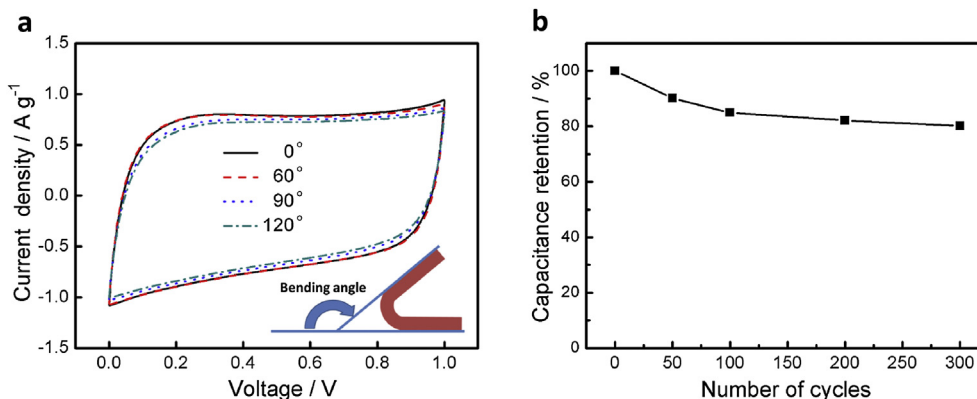 a
1.5
1.0
0.5
0.0
-0.5
-1.0
-1.5
Current density / A g⁻¹
0°
60°
90°
120°
Bending angle
0.0 0.2 0.4 0.6 0.8 1.0
Voltage / V
b
120
100
80
60
40
20
0
Capacitance retention / %
0 50 100 150 200 250 300
Number of cycles